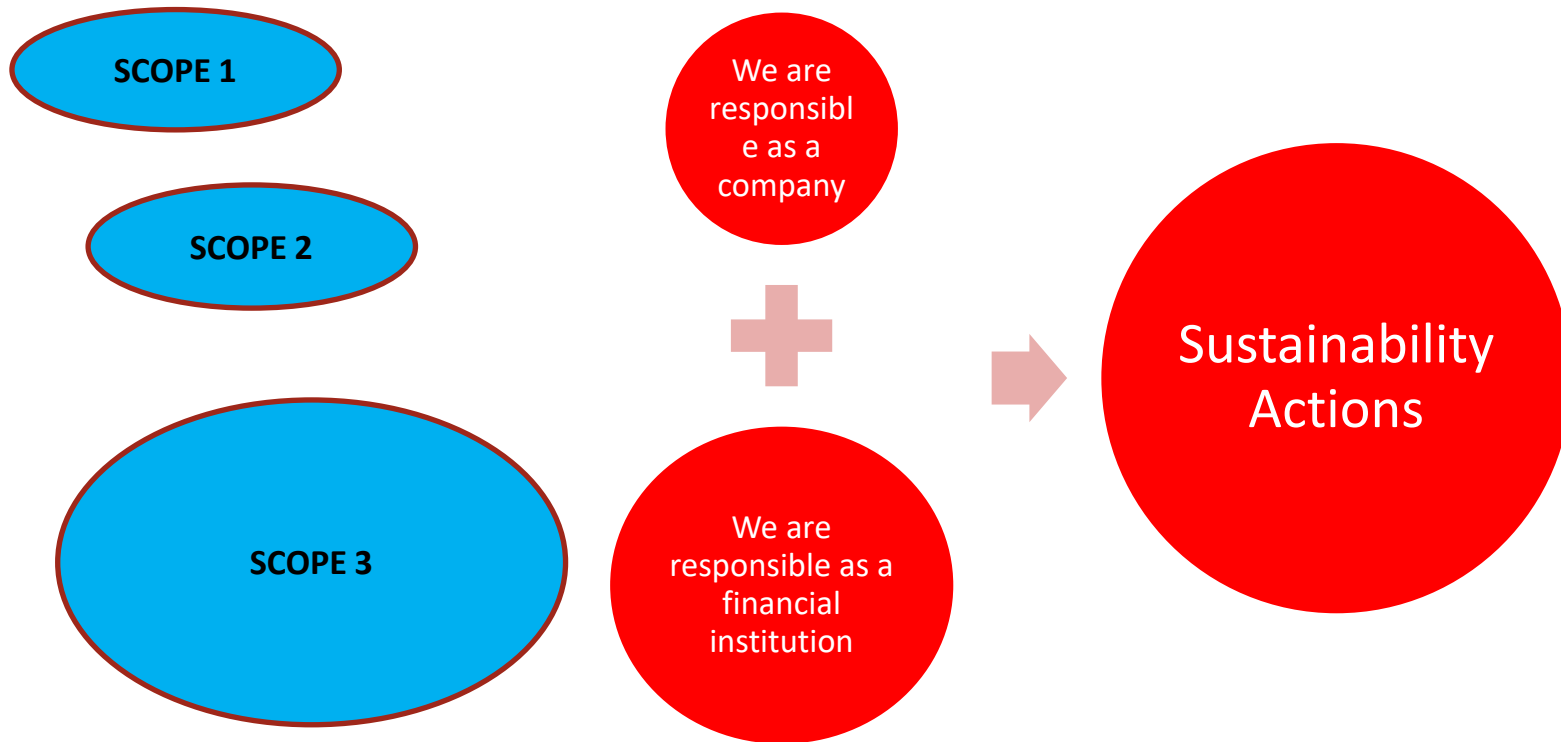 SCOPE 1
SCOPE 2
SCOPE 3
We are
responsibl
e as a
company
We are
responsible as a
financial
institution
Sustainability
Actions